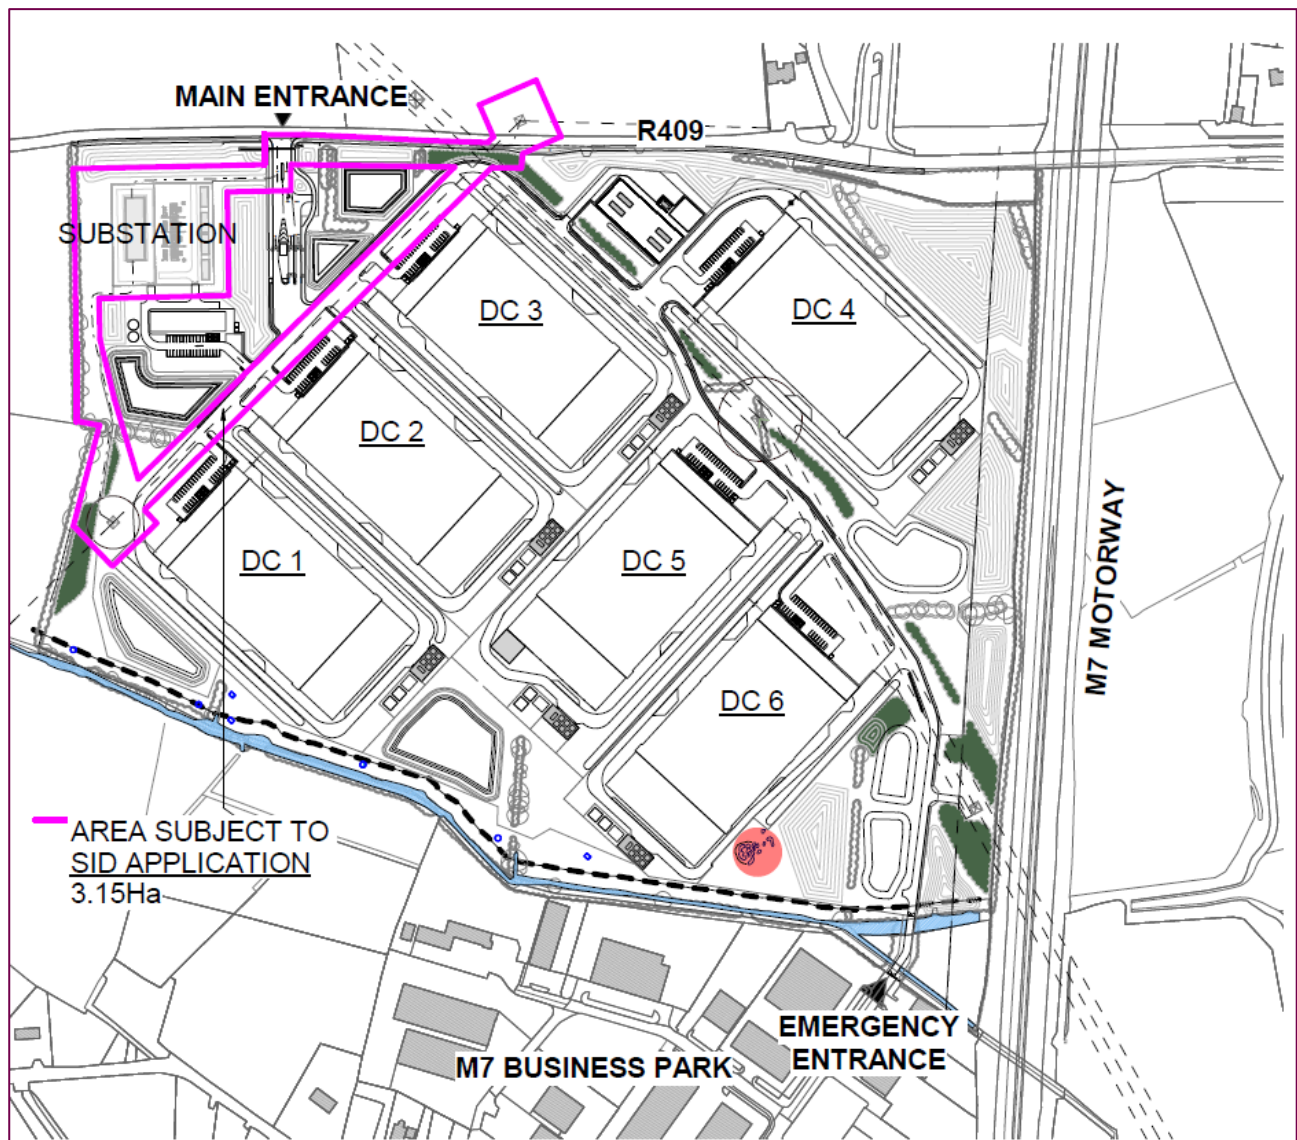 MAIN ENTRANCE
R409
SUBSTATION
DC 3
DC 4
DC 2
DC 1
DC 5
DC 6
M7 MOTORWAY
AREA SUBJECT TO
SID APPLICATION
3.15Ha
EMERGENCY
ENTRANCE
M7 BUSINESS PARK